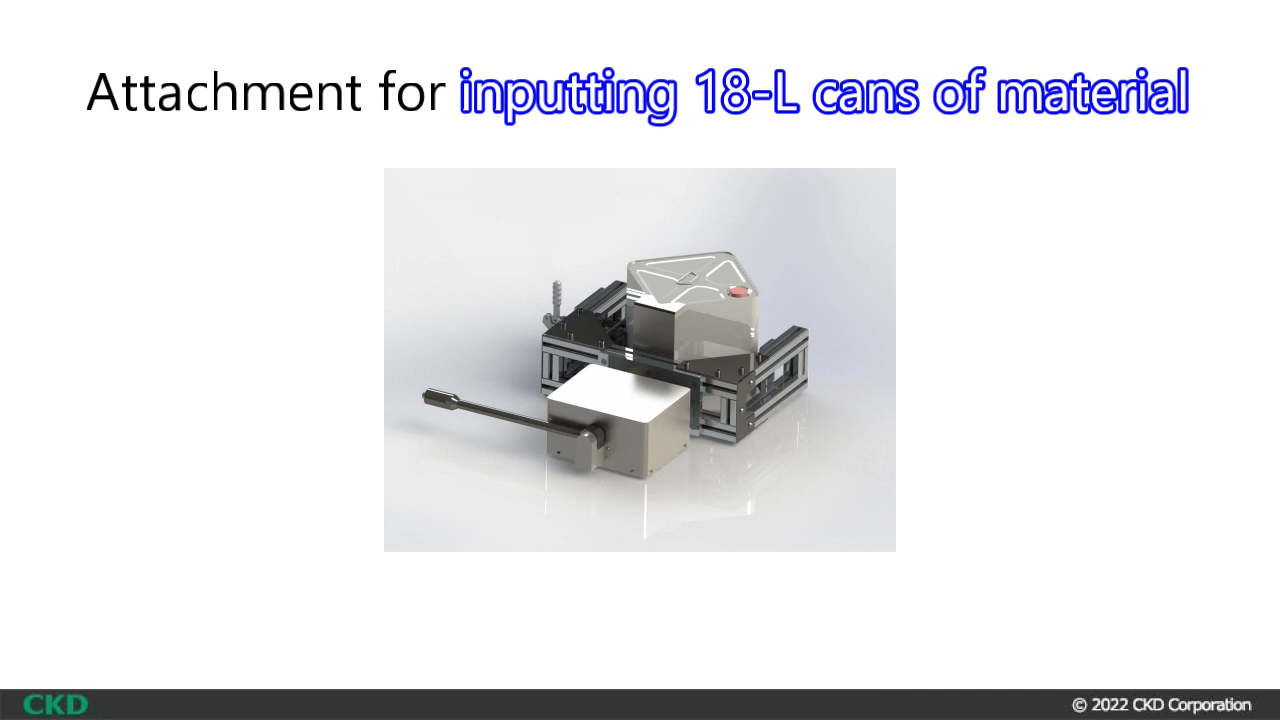 Attachment for inputting 18-L cans of material
CKD
© 2022 CKD Corporation